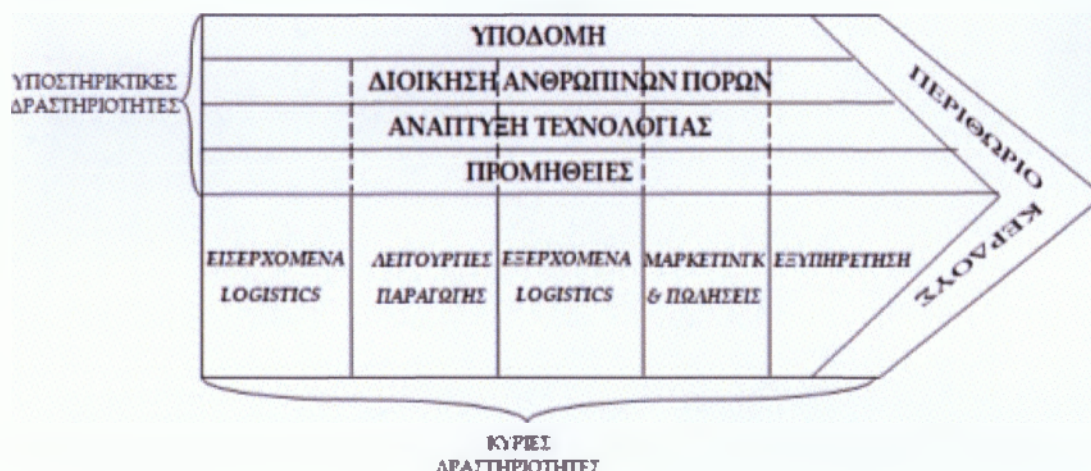 ΥΠΟΔΟΜΗ
ΥΠΟΣΤΗΡΙΚΤΙΚΕΣ
ΔΡΑΣΤΗΡΙΟΤΗΤΕΣ
ΔΙΟΙΚΗΣΗ ΑΝΘΡΩΠΙΝΩΝ ΠΟΡΩΝ
ΑΝΑΠΤΥΞΗ ΤΕΧΝΟΛΟΓΙΑΣ
ΠΡΟΜΗΘΕΙΕΣ
ΕΙΣΕΡΧΟΜΕΝΑ
LOGISTICS
ΛΕΙΤΟΥΡΓΙΕΣ
ΠΑΡΑΓΩΓΗΣ
ΕΞΕΡΧΟΜΕΝΑ
LOGISTICS
ΜΑΡΚΕΤΙΝΓΚ
& ΠΩΛΗΣΕΙΣ
ΕΞΥΠΗΡΕΤΗΣΗ
ΠΕΡΙΘΩΡΙΟ
ΚΕΡΔΟΥΣ
ΚΥΡΙΕΣ
ΔΡΑΣΤΗΡΙΟΤΗΤΕΣ